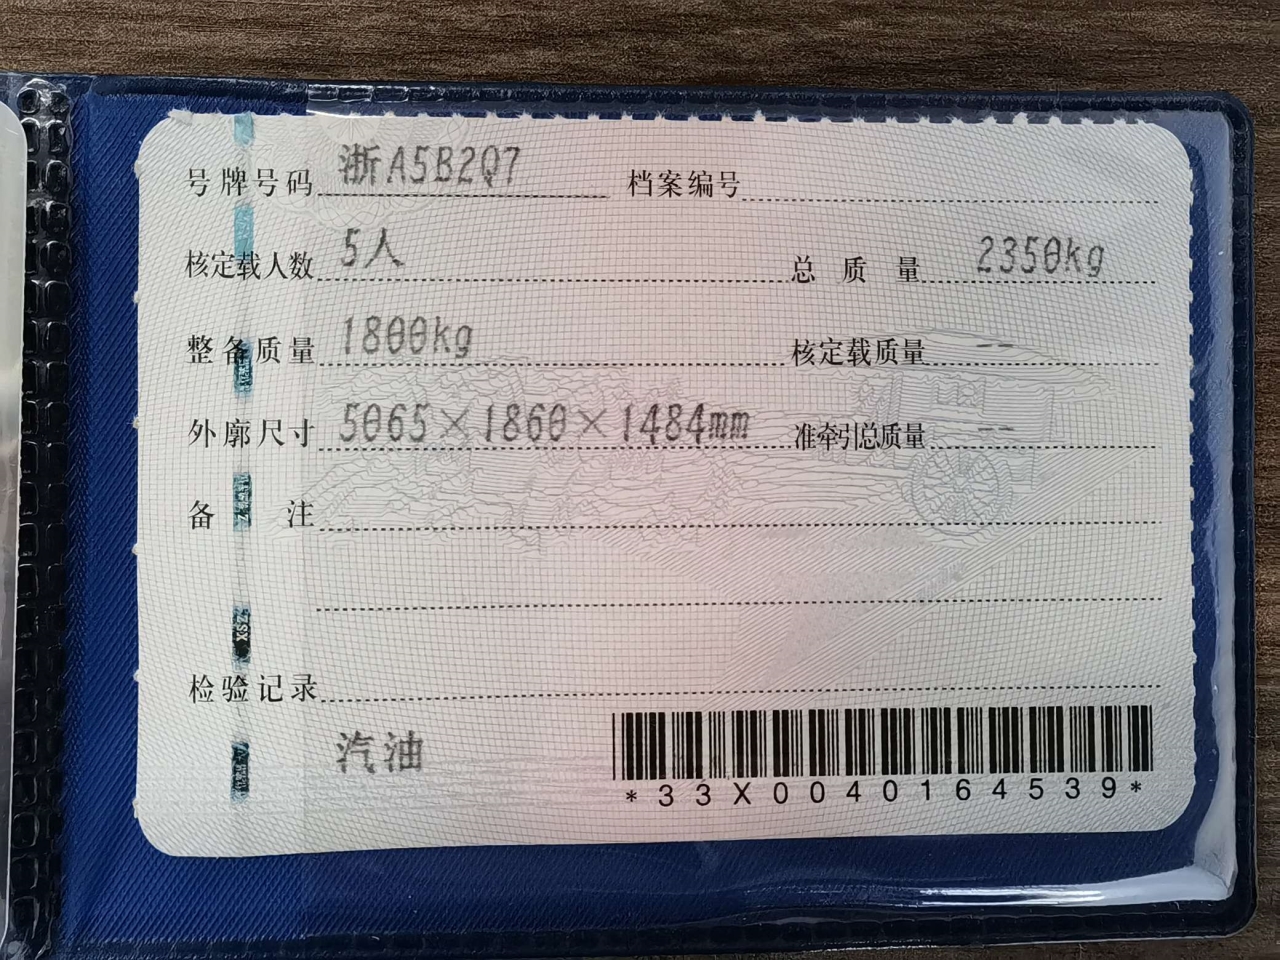 号牌号码 浙A5B2Q7 档案编号
核定载人数 5人 总质量 2350kg
整备质量 1800kg 核定载质量 --
外廓尺寸 5065×1860×1484mm 准牵引总质量 --
备注
检验记录
汽油
*33X0040164539*